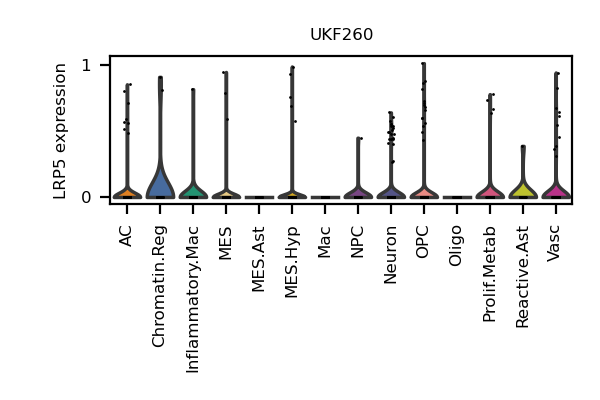 UKF260
LRP5 expression
1
0
AC
Chromatin.Reg
Inflammatory.Mac
MES
MES.Ast
MES.Hyp
Mac
NPC
Neuron
OPC
Oligo
Prolif.Metab
Reactive.Ast
Vasc